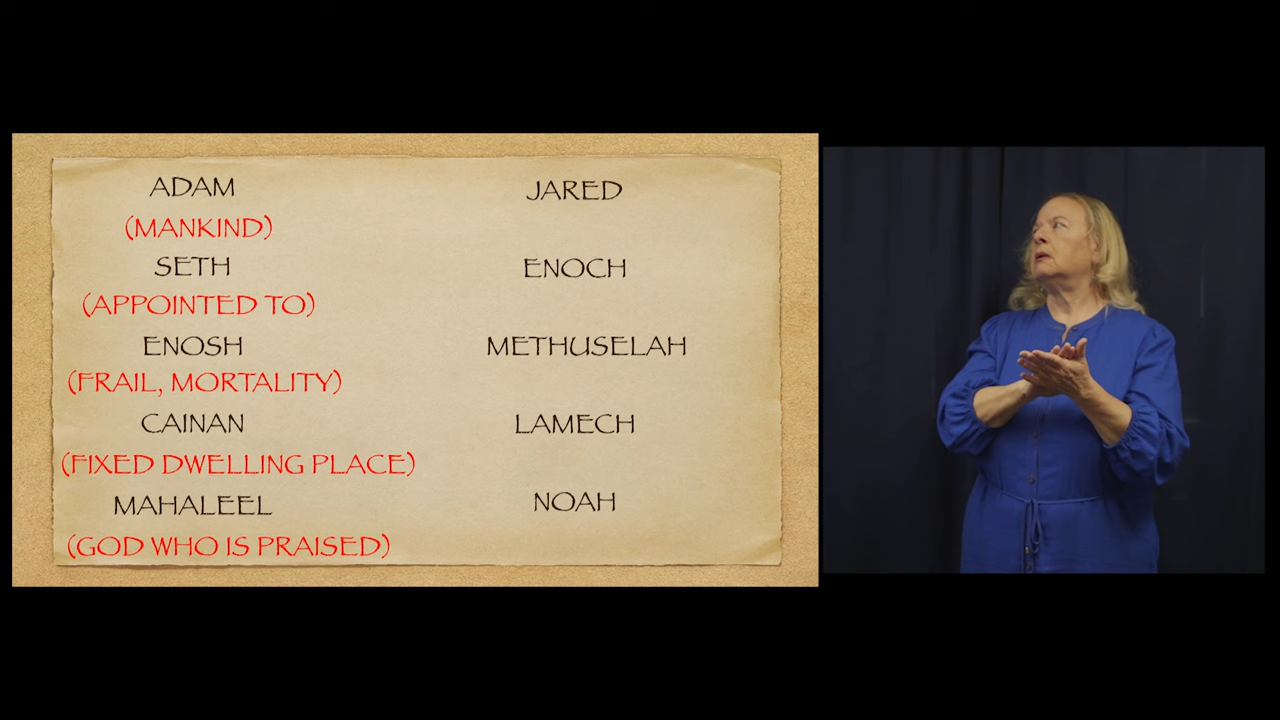 ADAM
(MANKIND)
SETH
(APPOINTED TO)
ENOSH
(FRAIL, MORTALITY)
CAINAN
(FIXED DWELLING PLACE)
MAHALEEL
(GOD WHO IS PRAISED)
JARED
ENOCH
METHUSELAH
LAMECH
NOAH